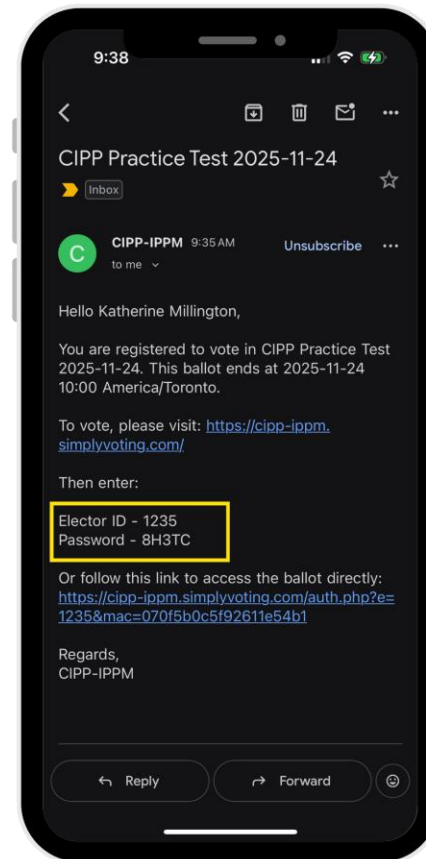 9:38
CIPP Practice Test 2025-11-24
Inbox
CIPP-IPPM 9:35 AM Unsubscribe
C
to me
Hello Katherine Millington,
You are registered to vote in CIPP Practice Test
2025-11-24. This ballot ends at 2025-11-24
10:00 America/Toronto.
To vote, please visit: https://cipp-ippm.
simplyvoting.com/
Then enter:
Elector ID - 1235
Password - 8H3TC
Or follow this link to access the ballot directly:
https://cipp-ippm.simplyvoting.com/auth.php?e=
1235&mac=070f5b0c5f92611e54b1
Regards,
CIPP-IPPM
Reply Forward